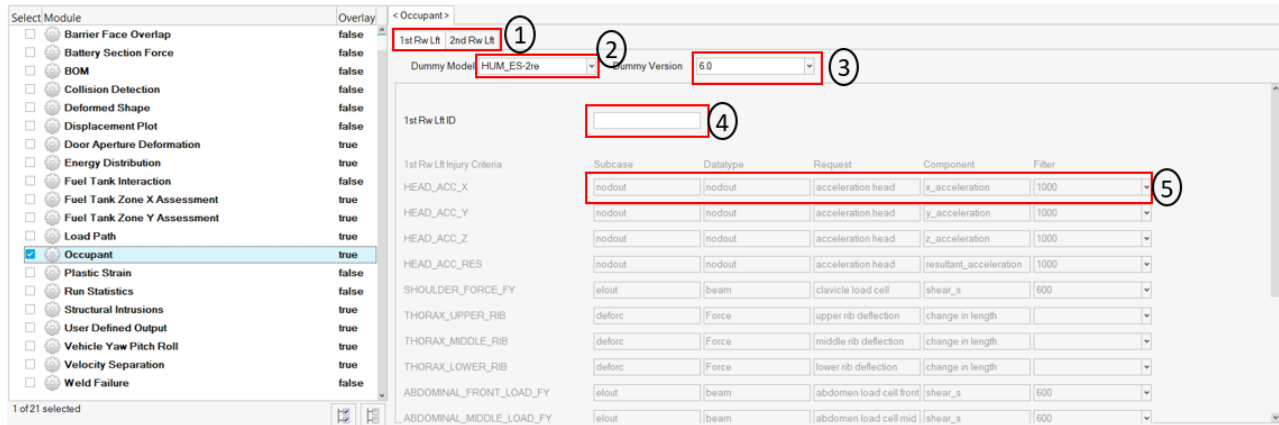 Select Module Overlay
Barrier Face Overlap false
Battery Section Force false
BOM false
Collision Detection false
Deformed Shape false
Displacement Plot false
Door Aperture Deformation true
Energy Distribution true
Fuel Tank Interaction false
Fuel Tank Zone X Assessment true
Fuel Tank Zone Y Assessment true
Load Path true
Occupant true
Plastic Strain false
Run Statistics false
Structural Intrusions true
User Defined Output true
Vehicle Yaw Pitch Roll true
Velocity Separation true
Weld Failure false
1 of 21 selected
< Occupant >
1st Rw Lft 2nd Rw Lft 1
Dummy Model HUM_ES-2re 2 Dummy Version 6.0 3
1st Rw Lft ID 4
1st Rw Lft Injury Criteria Subcase Datatype Request Component Filter
HEAD_ACC_X nodout nodout acceleration head x_acceleration 1000 5
HEAD_ACC_Y nodout nodout acceleration head y_acceleration 1000
HEAD_ACC_Z nodout nodout acceleration head z_acceleration 1000
HEAD_ACC_RES nodout nodout acceleration head resultant_acceleration 1000
SHOULDER_FORCE_FY elout beam clavicle load cell shear_s 600
THORAX_UPPER_RIB deforc Force upper rib deflection change in length
THORAX_MIDDLE_RIB deforc Force middle rib deflection change in length
THORAX_LOWER_RIB deforc Force lower rib deflection change in length
ABDOMINAL_FRONT_LOAD_FY elout beam abdomen load cell front shear_s 600
ABDOMINAL_MIDDLE_LOAD_FY elout beam abdomen load cell mid shear_s 600